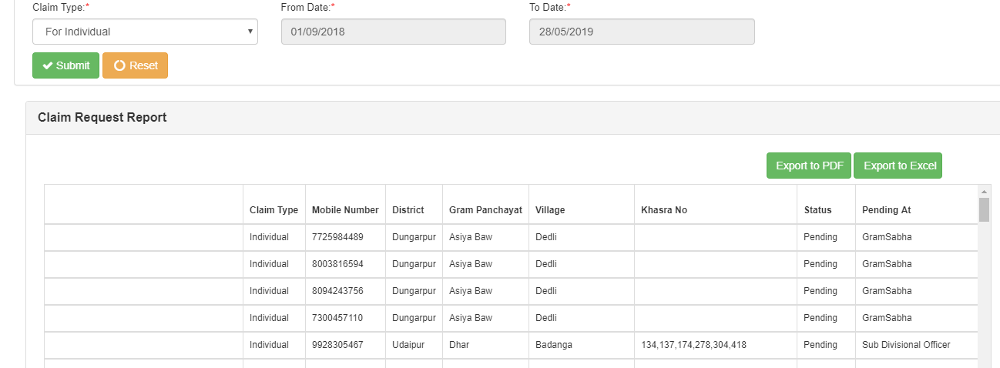 Claim Type:* From Date:* To Date:*
For Individual 01/09/2018 28/05/2019
Submit Reset
Claim Request Report
Export to PDF Export to Excel
Claim Type Mobile Number District Gram Panchayat Village Khasra No Status Pending At
Individual 7725984489 Dungarpur Asiya Baw Dedli Pending GramSabha
Individual 8003816594 Dungarpur Asiya Baw Dedli Pending GramSabha
Individual 8094243756 Dungarpur Asiya Baw Dedli Pending GramSabha
Individual 7300457110 Dungarpur Asiya Baw Dedli Pending GramSabha
Individual 9928305467 Udaipur Dhar Badanga 134,137,174,278,304,418 Pending Sub Divisional Officer